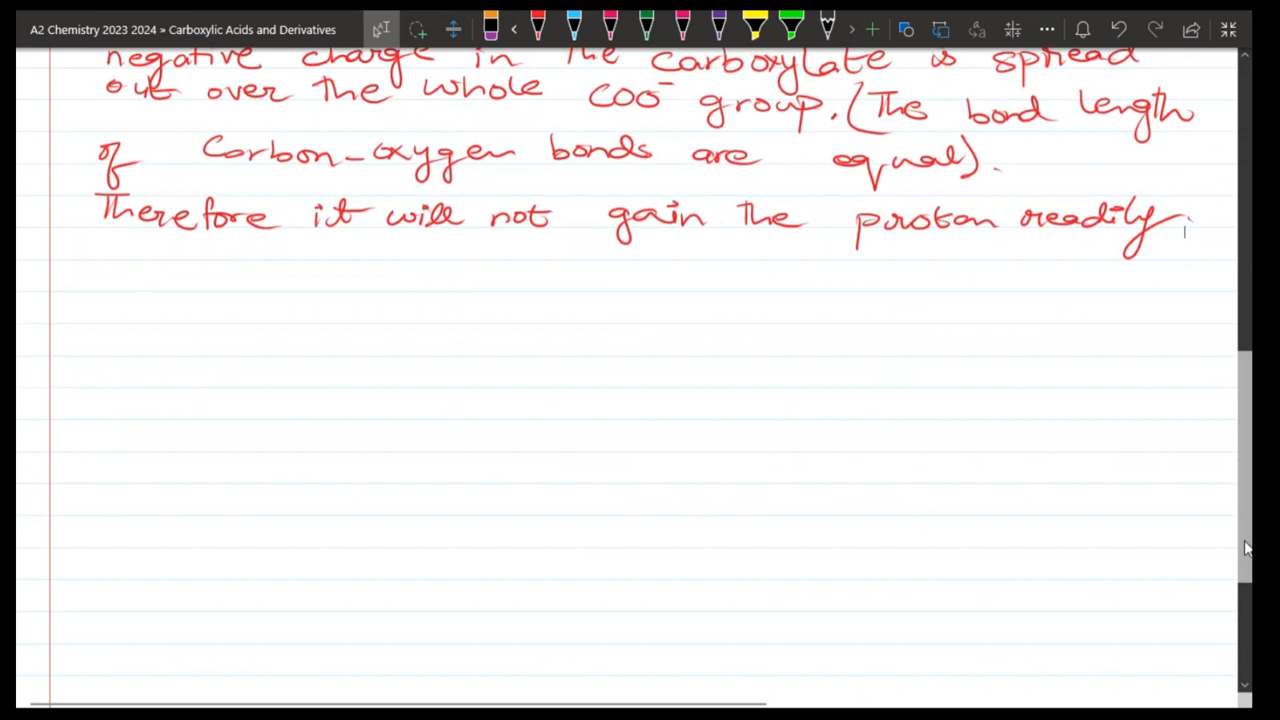 A2 Chemistry 2023 2024 » Carboxylic Acids and Derivatives
negative charge in the carboxylate is spread
out over the whole COO⁻ group. (The bond length
of Carbon-oxygen bonds are equal).
Therefore it will not gain the proton readily.